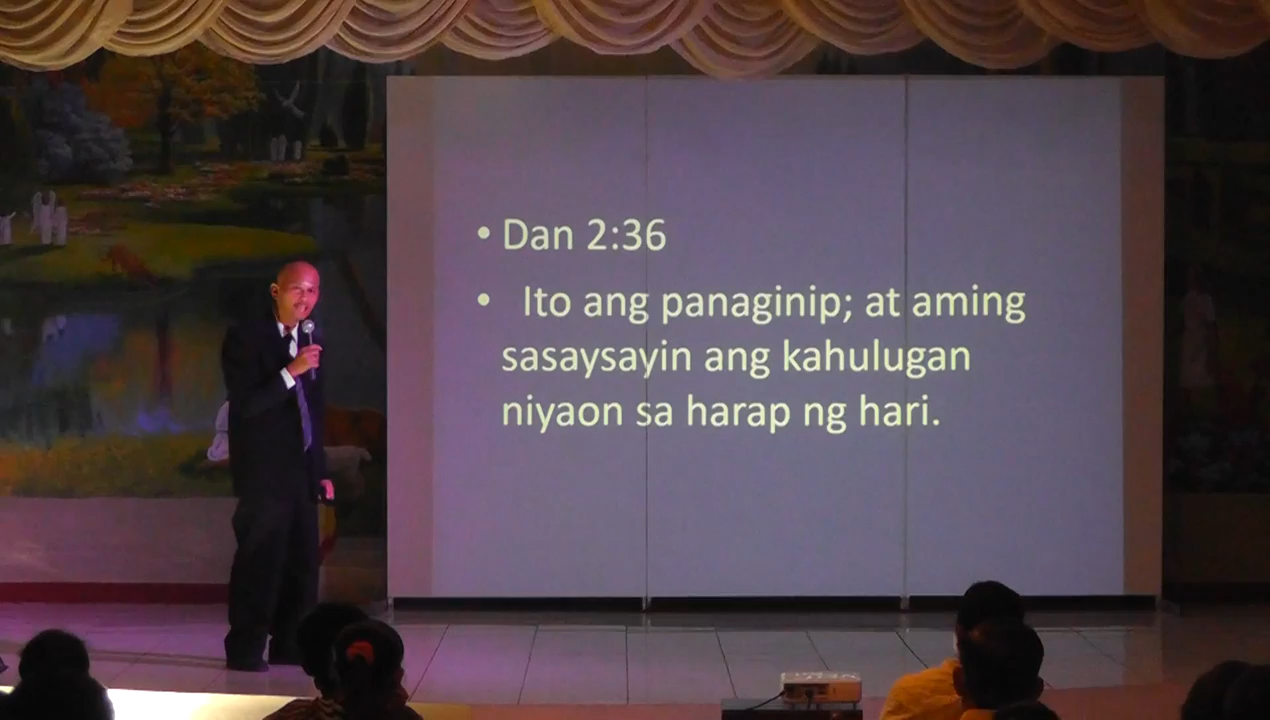 • Dan 2:36
• Ito ang panaginip; at aming
sasaysayin ang kahulugan
niyaon sa harap ng hari.